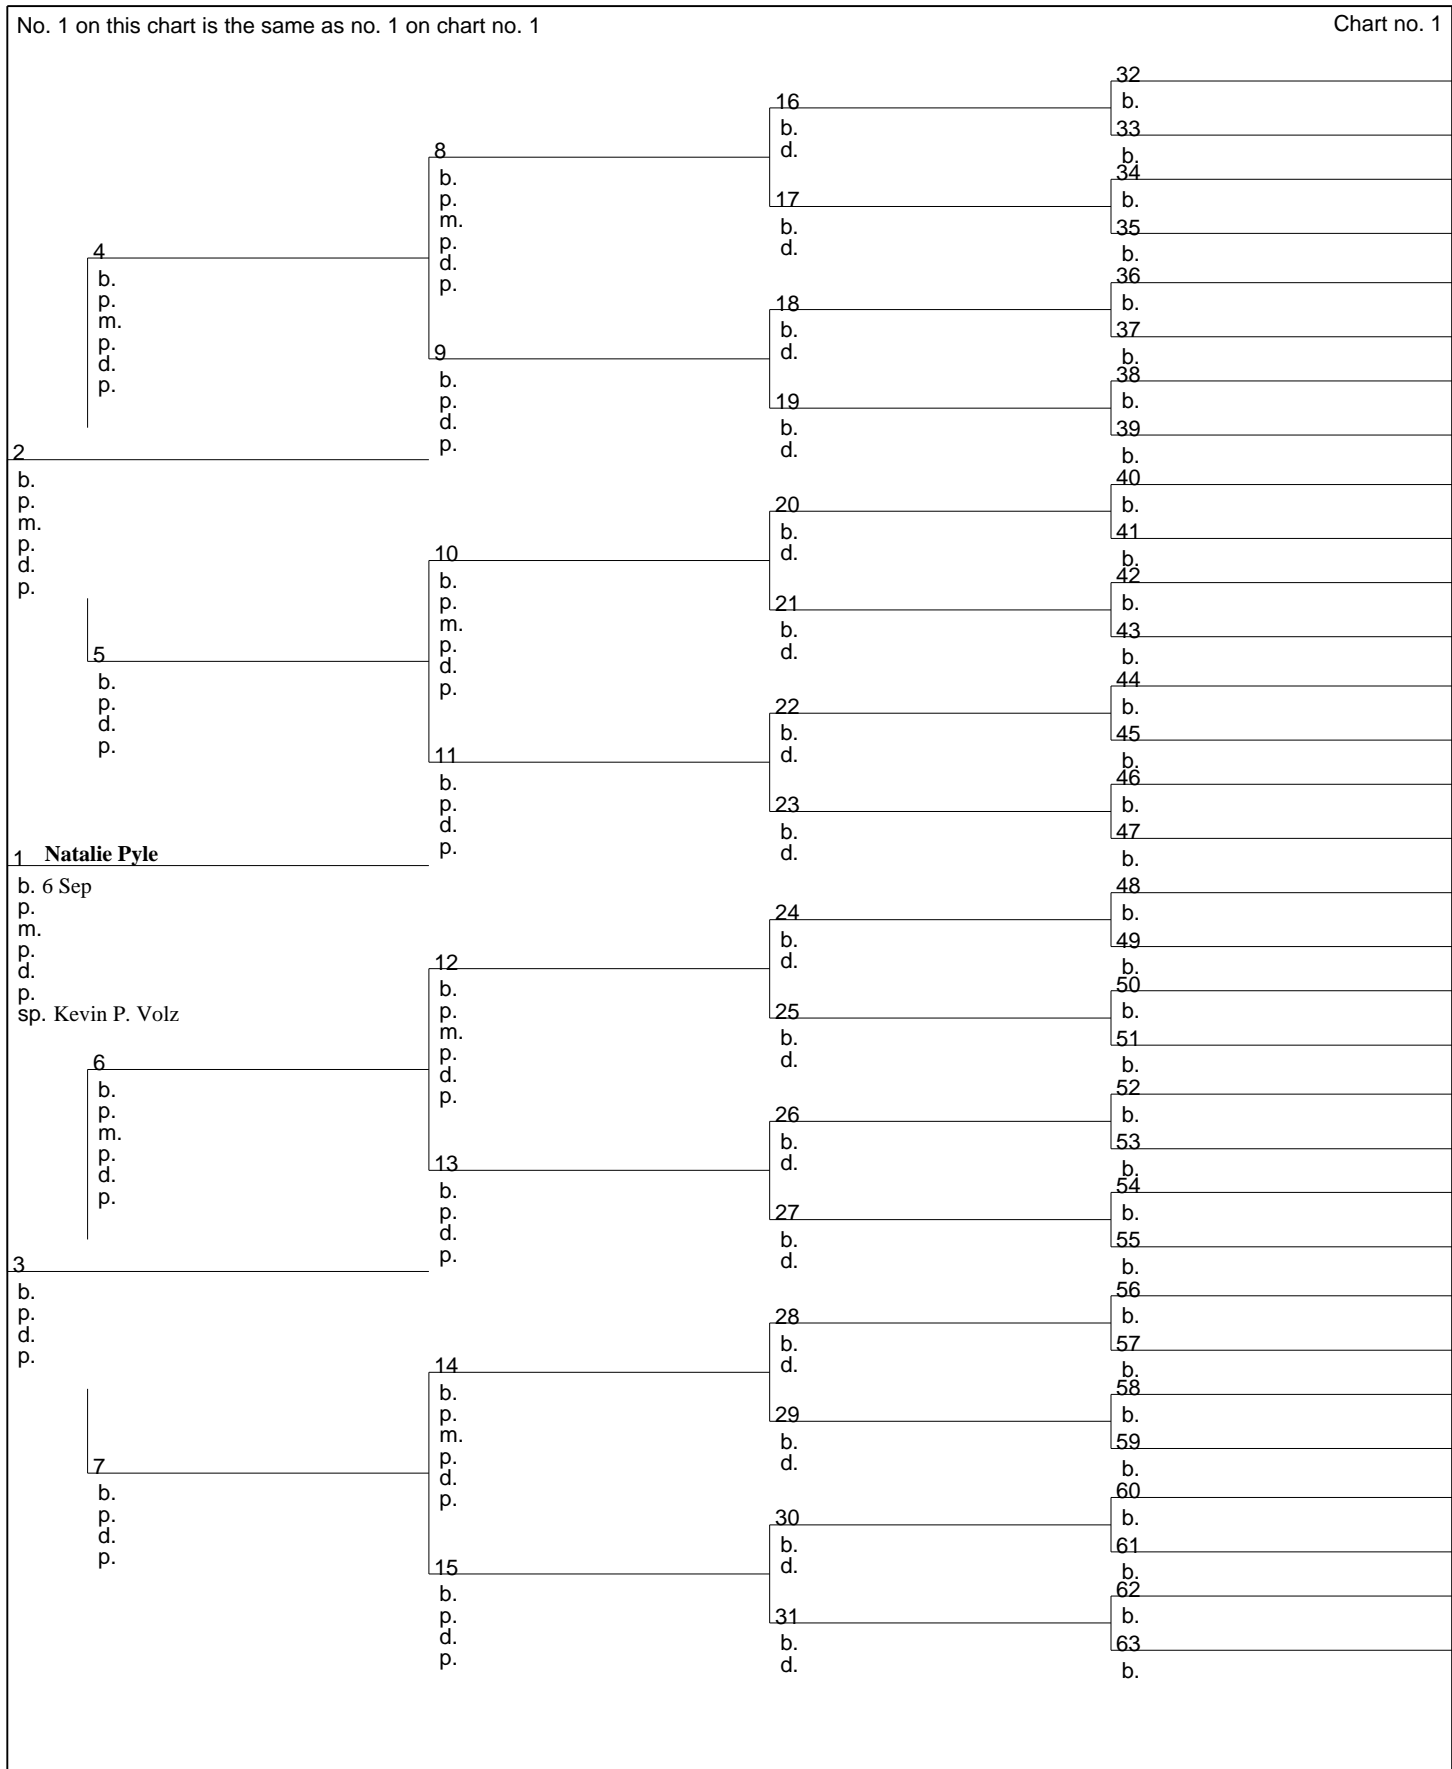 No. 1 on this chart is the same as no. 1 on chart no. 1
Chart no. 1
2
b.
p.
m.
p.
d.
p.
1 Natalie Pyle
b. 6 Sep
p.
m.
p.
d.
p.
sp. Kevin P. Volz
3
b.
p.
d.
p.
4
b.
p.
m.
p.
d.
p.
5
b.
p.
d.
p.
6
b.
p.
m.
p.
d.
p.
7
b.
p.
d.
p.
8
b.
p.
m.
p.
d.
p.
9
b.
p.
d.
p.
10
b.
p.
m.
p.
d.
p.
11
b.
p.
d.
p.
12
b.
p.
m.
p.
d.
p.
13
b.
p.
d.
p.
14
b.
p.
m.
p.
d.
p.
15
b.
p.
d.
p.
16
b.
d.
17
b.
d.
18
b.
d.
19
b.
d.
20
b.
d.
21
b.
d.
22
b.
d.
23
b.
d.
24
b.
d.
25
b.
d.
26
b.
d.
27
b.
d.
28
b.
d.
29
b.
d.
30
b.
d.
31
b.
d.
32
b.
33
b.
34
b.
35
b.
36
b.
37
b.
38
b.
39
b.
40
b.
41
b.
42
b.
43
b.
44
b.
45
b.
46
b.
47
b.
48
b.
49
b.
50
b.
51
b.
52
b.
53
b.
54
b.
55
b.
56
b.
57
b.
58
b.
59
b.
60
b.
61
b.
62
b.
63
b.